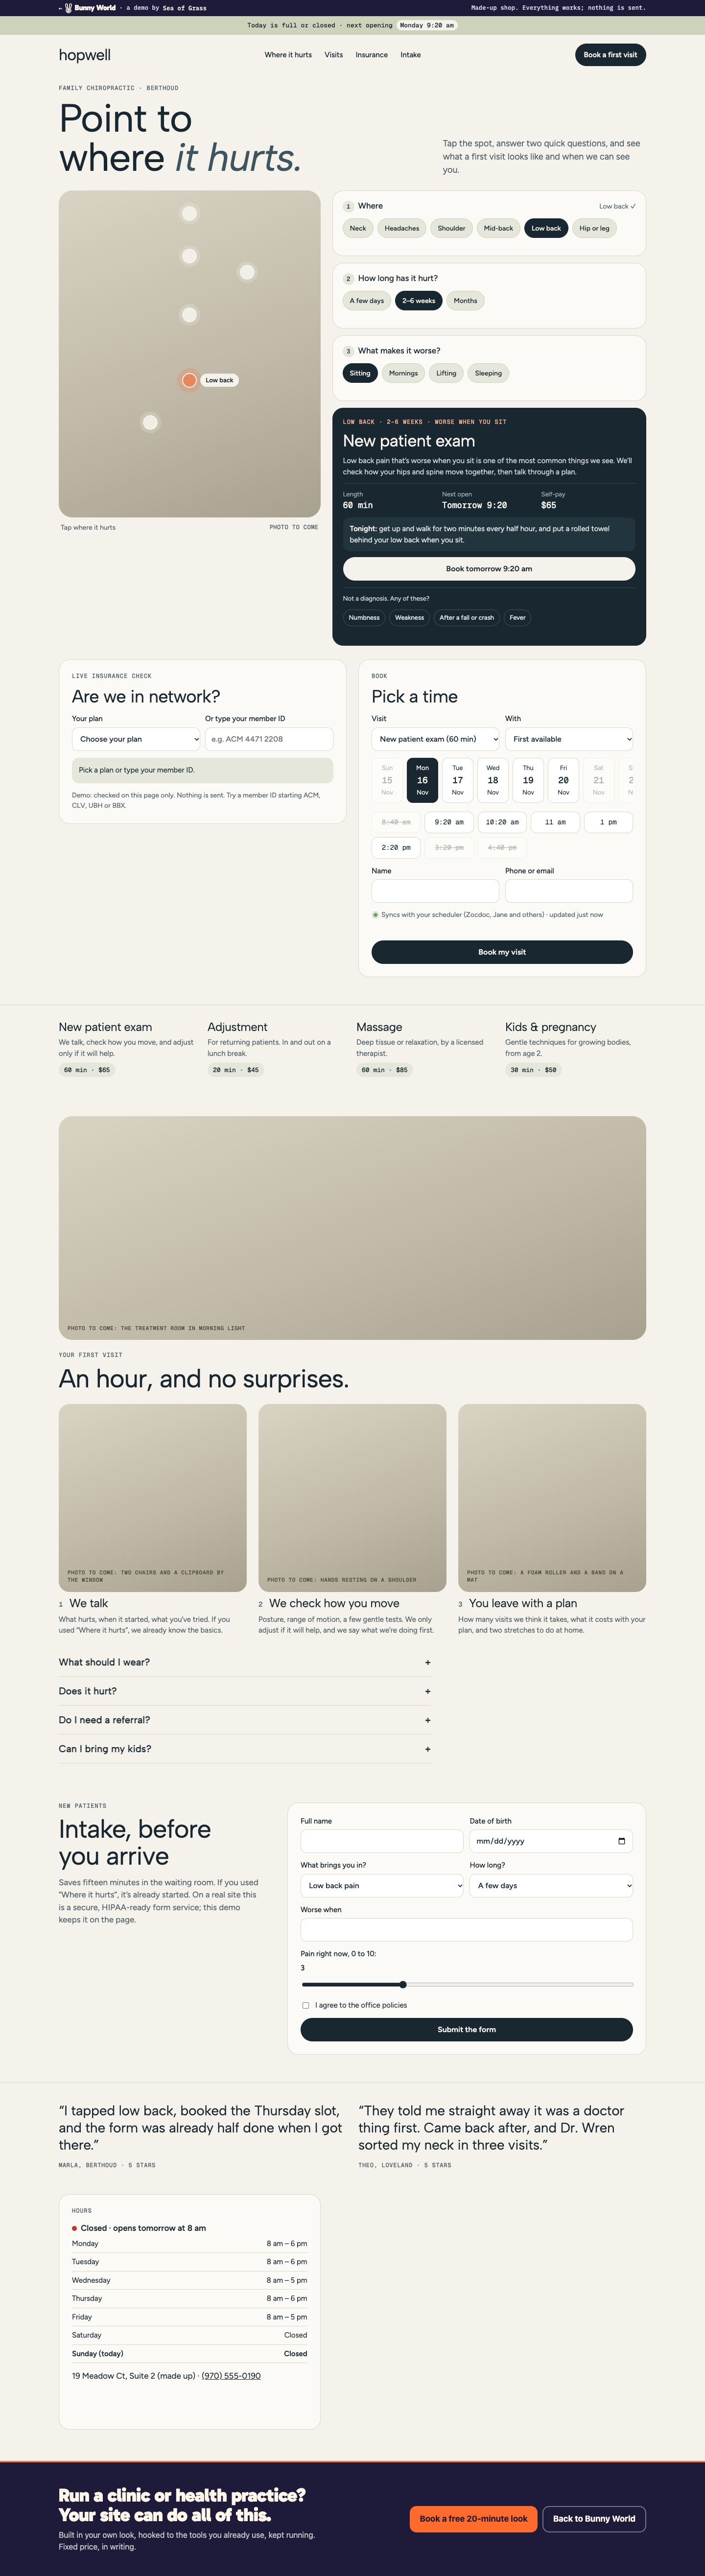 ← Bunny World · a demo by Sea of Grass
Made-up shop. Everything works; nothing is sent.
Today is full or closed · next opening Monday 9:20 am
hopwell
Where it hurts Visits Insurance Intake
Book a first visit
FAMILY CHIROPRACTIC · BERTHOUD
Point to
where it hurts.
Tap the spot, answer two quick questions, and see
what a first visit looks like and when we can see
you.
Low back
Tap where it hurts
PHOTO TO COME
1 Where
Low back ✓
Neck Headaches Shoulder Mid-back Low back Hip or leg
2 How long has it hurt?
A few days 2–6 weeks Months
3 What makes it worse?
Sitting Mornings Lifting Sleeping
LOW BACK · 2–6 WEEKS · WORSE WHEN YOU SIT
New patient exam
Low back pain that's worse when you sit is one of the most common things we see. We'll
check how your hips and spine move together, then talk through a plan.
Length Next open Self-pay
60 min Tomorrow 9:20 $65
Tonight: get up and walk for two minutes every half hour, and put a rolled towel
behind your low back when you sit.
Book tomorrow 9:20 am
Not a diagnosis. Any of these?
Numbness Weakness After a fall or crash Fever
LIVE INSURANCE CHECK
Are we in network?
Your plan Or type your member ID
Choose your plan e.g. ACM 4471 2208
Pick a plan or type your member ID.
Demo: checked on this page only. Nothing is sent. Try a member ID starting ACM,
CLV, UBH or BBX.
BOOK
Pick a time
Visit With
New patient exam (60 min) First available
Sun Mon Tue Wed Thu Fri Sat S
15 16 17 18 19 20 21 2
Nov Nov Nov Nov Nov Nov Nov N
8:40 am 9:20 am 10:20 am 11 am 1 pm
2:20 pm 3:20 pm 4:40 pm
Name Phone or email
Syncs with your scheduler (Zocdoc, Jane and others) · updated just now
Book my visit
New patient exam
We talk, check how you move, and adjust
only if it will help.
60 min · $65
Adjustment
For returning patients. In and out on a
lunch break.
20 min · $45
Massage
Deep tissue or relaxation, by a licensed
therapist.
60 min · $85
Kids & pregnancy
Gentle techniques for growing bodies,
from age 2.
30 min · $50
PHOTO TO COME: THE TREATMENT ROOM IN MORNING LIGHT
YOUR FIRST VISIT
An hour, and no surprises.
PHOTO TO COME: TWO CHAIRS AND A CLIPBOARD BY
THE WINDOW
1 We talk
What hurts, when it started, what you've tried. If you
used "Where it hurts", we already know the basics.
PHOTO TO COME: HANDS RESTING ON A SHOULDER
2 We check how you move
Posture, range of motion, a few gentle tests. We only
adjust if it will help, and we say what we're doing first.
PHOTO TO COME: A FOAM ROLLER AND A BAND ON A
MAT
3 You leave with a plan
How many visits we think it takes, what it costs with your
plan, and two stretches to do at home.
What should I wear? +
Does it hurt? +
Do I need a referral? +
Can I bring my kids? +
NEW PATIENTS
Intake, before
you arrive
Saves fifteen minutes in the waiting room. If you used
"Where it hurts", it's already started. On a real site this
is a secure, HIPAA-ready form service; this demo
keeps it on the page.
Full name Date of birth
mm/dd/yyyy
What brings you in? How long?
Low back pain A few days
Worse when
Pain right now, 0 to 10:
3
I agree to the office policies
Submit the form
"I tapped low back, booked the Thursday slot,
and the form was already half done when I got
there."
MARLA, BERTHOUD · 5 STARS
"They told me straight away it was a doctor
thing first. Came back after, and Dr. Wren
sorted my neck in three visits."
THEO, LOVELAND · 5 STARS
HOURS
Closed · opens tomorrow at 8 am
Monday 8 am – 6 pm
Tuesday 8 am – 6 pm
Wednesday 8 am – 5 pm
Thursday 8 am – 6 pm
Friday 8 am – 5 pm
Saturday Closed
Sunday (today) Closed
19 Meadow Ct, Suite 2 (made up) · (970) 555-0190
Run a clinic or health practice?
Your site can do all of this.
Built in your own look, hooked to the tools you already use, kept running.
Fixed price, in writing.
Book a free 20-minute look
Back to Bunny World